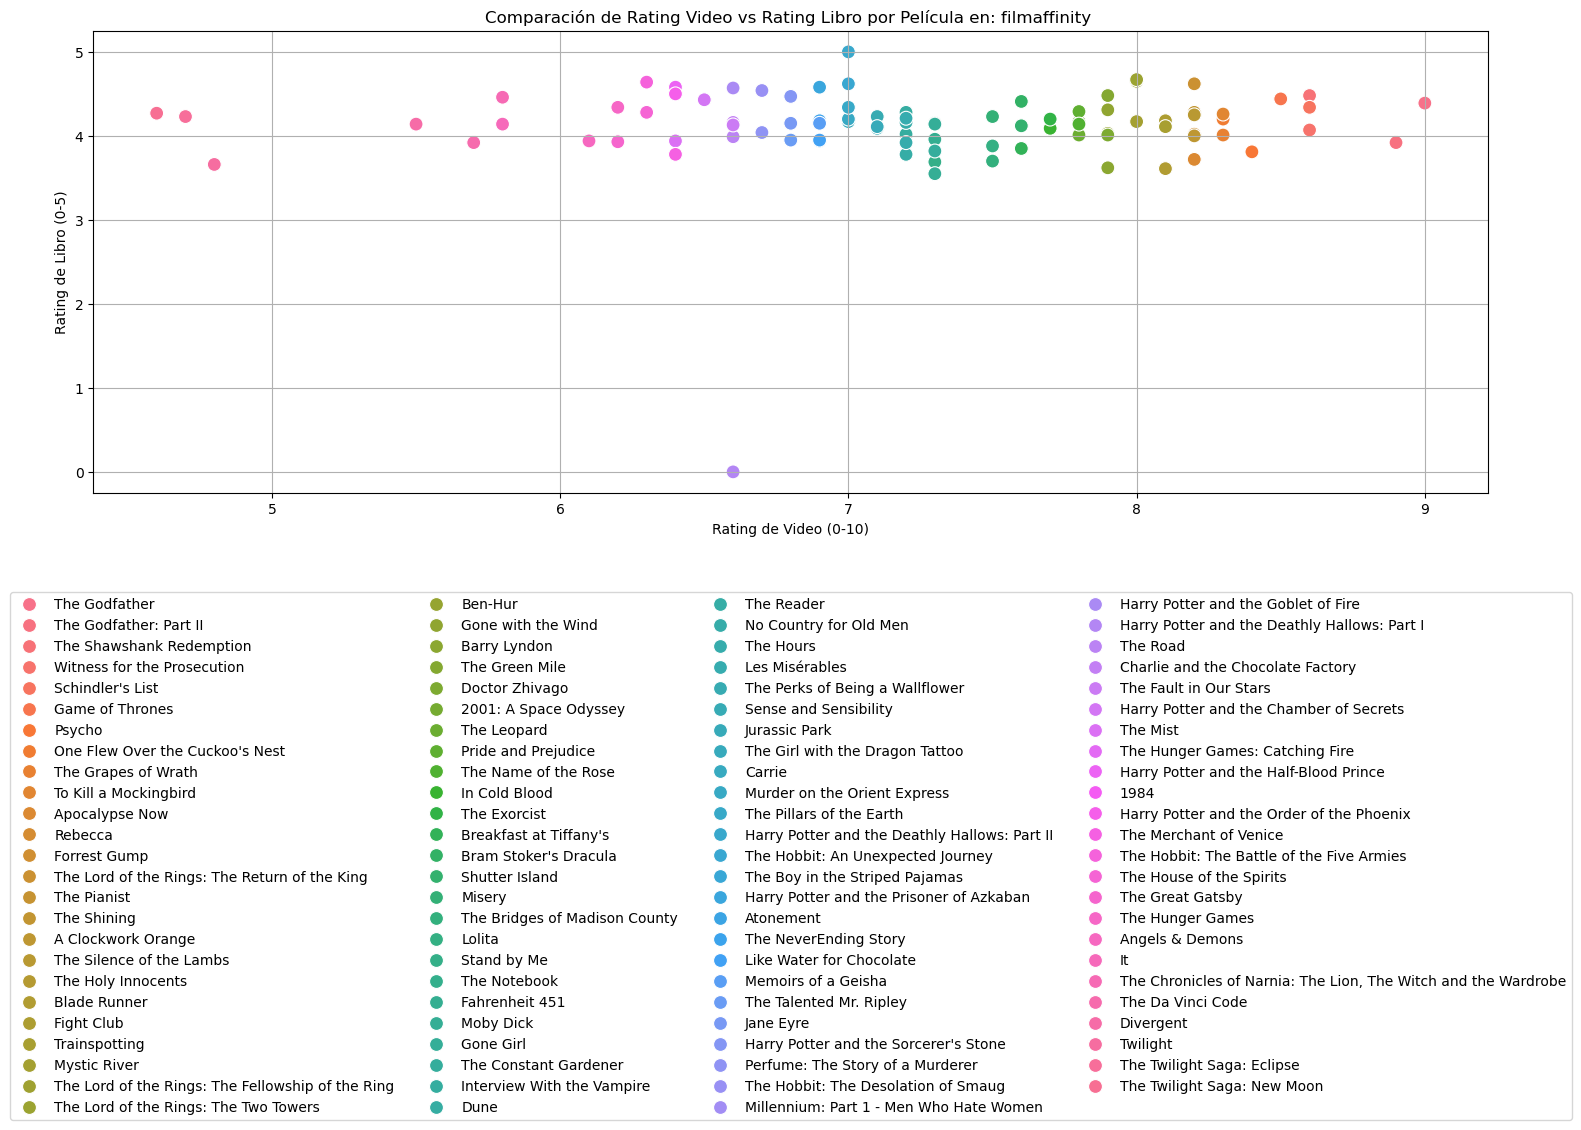 Comparación de Rating Video vs Rating Libro por Película en: filmaffinity
Rating de Libro (0-5)
5
4
3
2
1
0
5
6
7
8
9
Rating de Video (0-10)
The Godfather
The Godfather: Part II
The Shawshank Redemption
Witness for the Prosecution
Schindler's List
Game of Thrones
Psycho
One Flew Over the Cuckoo's Nest
The Grapes of Wrath
To Kill a Mockingbird
Apocalypse Now
Rebecca
Forrest Gump
The Lord of the Rings: The Return of the King
The Pianist
The Shining
A Clockwork Orange
The Silence of the Lambs
The Holy Innocents
Blade Runner
Fight Club
Trainspotting
Mystic River
The Lord of the Rings: The Fellowship of the Ring
The Lord of the Rings: The Two Towers
Ben-Hur
Gone with the Wind
Barry Lyndon
The Green Mile
Doctor Zhivago
2001: A Space Odyssey
The Leopard
Pride and Prejudice
The Name of the Rose
In Cold Blood
The Exorcist
Breakfast at Tiffany's
Bram Stoker's Dracula
Shutter Island
Misery
The Bridges of Madison County
Lolita
Stand by Me
The Notebook
Fahrenheit 451
Moby Dick
Gone Girl
The Constant Gardener
Interview With the Vampire
Dune
The Reader
No Country for Old Men
The Hours
Les Misérables
The Perks of Being a Wallflower
Sense and Sensibility
Jurassic Park
The Girl with the Dragon Tattoo
Carrie
Murder on the Orient Express
The Pillars of the Earth
Harry Potter and the Deathly Hallows: Part II
The Hobbit: An Unexpected Journey
The Boy in the Striped Pajamas
Harry Potter and the Prisoner of Azkaban
Atonement
The NeverEnding Story
Like Water for Chocolate
Memoirs of a Geisha
The Talented Mr. Ripley
Jane Eyre
Harry Potter and the Sorcerer's Stone
Perfume: The Story of a Murderer
The Hobbit: The Desolation of Smaug
Millennium: Part 1 - Men Who Hate Women
Harry Potter and the Goblet of Fire
Harry Potter and the Deathly Hallows: Part I
The Road
Charlie and the Chocolate Factory
The Fault in Our Stars
Harry Potter and the Chamber of Secrets
The Mist
The Hunger Games: Catching Fire
Harry Potter and the Half-Blood Prince
1984
Harry Potter and the Order of the Phoenix
The Merchant of Venice
The Hobbit: The Battle of the Five Armies
The House of the Spirits
The Great Gatsby
The Hunger Games
Angels & Demons
It
The Chronicles of Narnia: The Lion, The Witch and the Wardrobe
The Da Vinci Code
Divergent
Twilight
The Twilight Saga: Eclipse
The Twilight Saga: New Moon